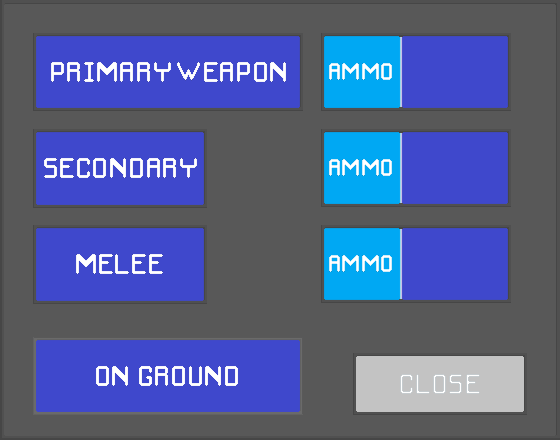 PRIMARY WEAPON AMMO
SECONDARY AMMO
MELEE AMMO
ON GROUND
CLOSE